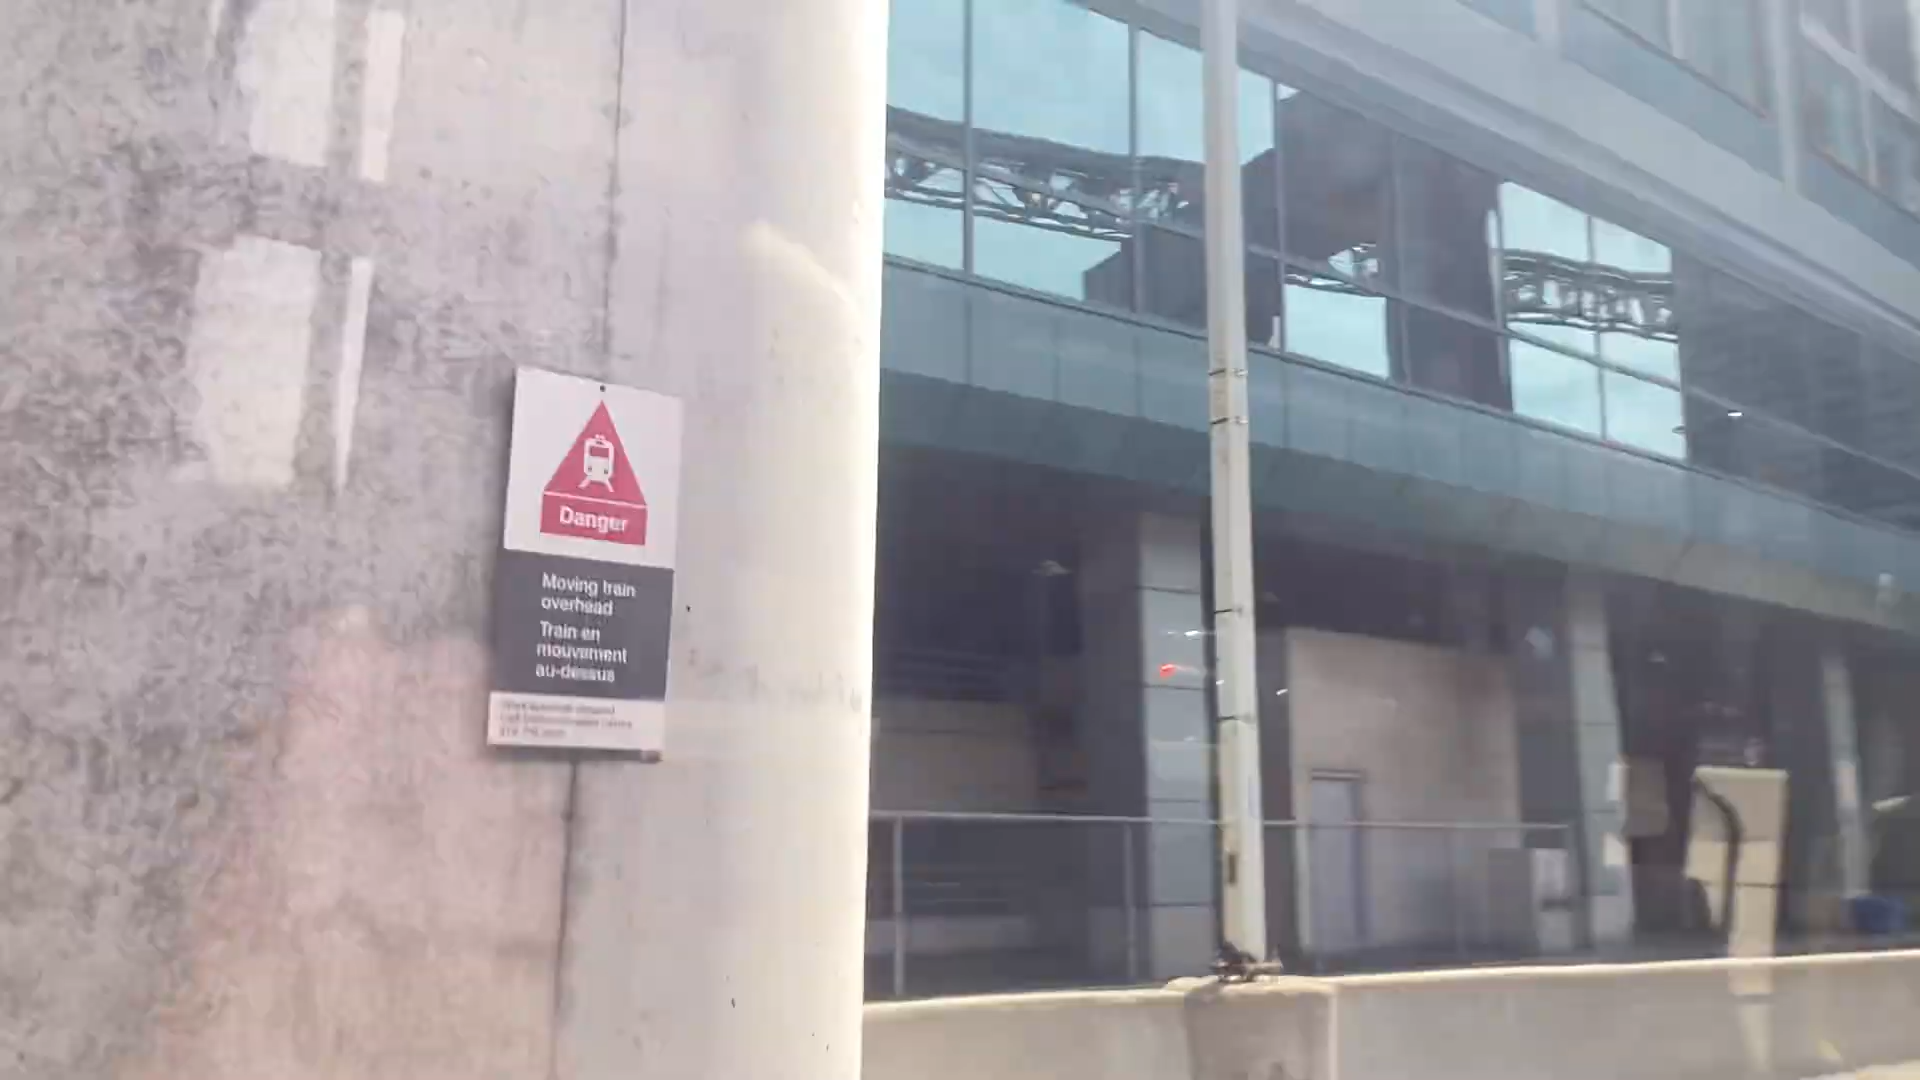 Danger
Moving train
overhead
Train en
mouvement
au-dessus